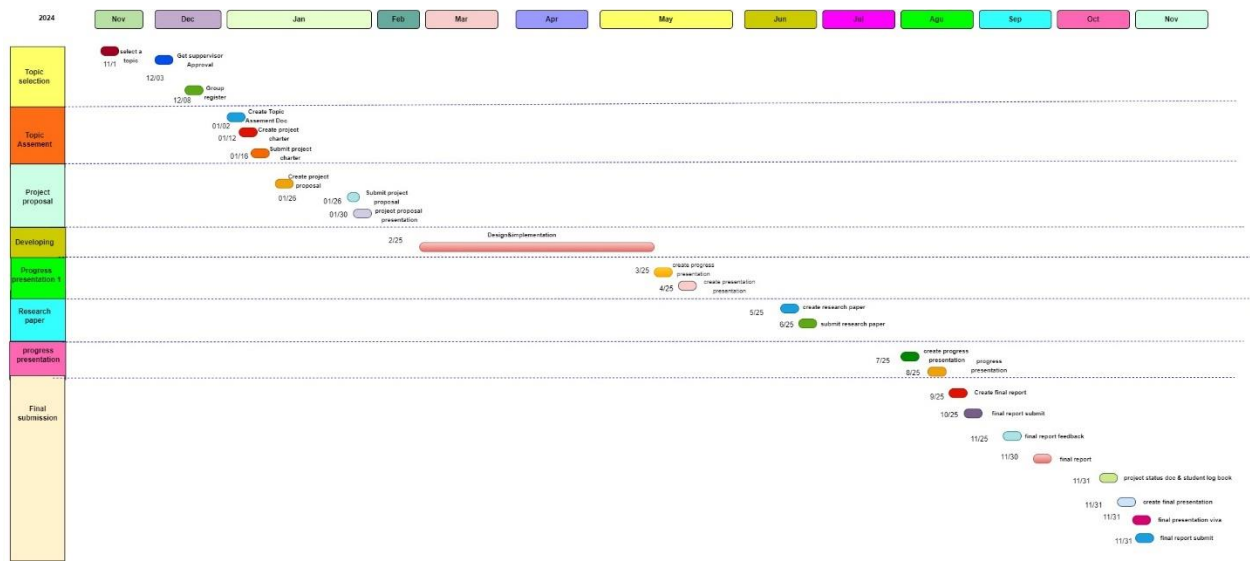 2024
Nov
Dec
Jan
Feb
Mar
Apr
May
Jun
Jul
Agu
Sep
Oct
Nov
Topic
selection
select a
topic
11/1
Get suppervisor
Approval
12/03
Group
register
12/08
Topic
Assement
Create Topic
Assement Doc
01/02
Create project
charter
01/12
Submit project
charter
01/16
Project
proposal
Create project
proposal
01/26
Submit project
proposal
01/26
project proposal
presentation
01/30
Developing
Design&implementation
2/25
Progress
presentation 1
create progress
presentation
3/25
create presentation
presentation
4/25
Research
paper
create research paper
5/25
submit research paper
6/25
progress
presentation
create progress
presentation
7/25
progress
presentation
8/25
Final
submission
Create final report
9/25
final report submit
10/25
final report feedback
11/25
final report
11/30
project status doc & student log book
11/31
create final presentation
11/31
final presentation viva
11/31
final report submit
11/31